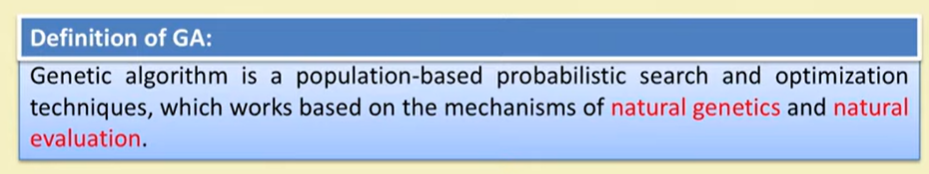 Definition of GA:
Genetic algorithm is a population-based probabilistic search and optimization
techniques, which works based on the mechanisms of natural genetics and natural
evaluation.